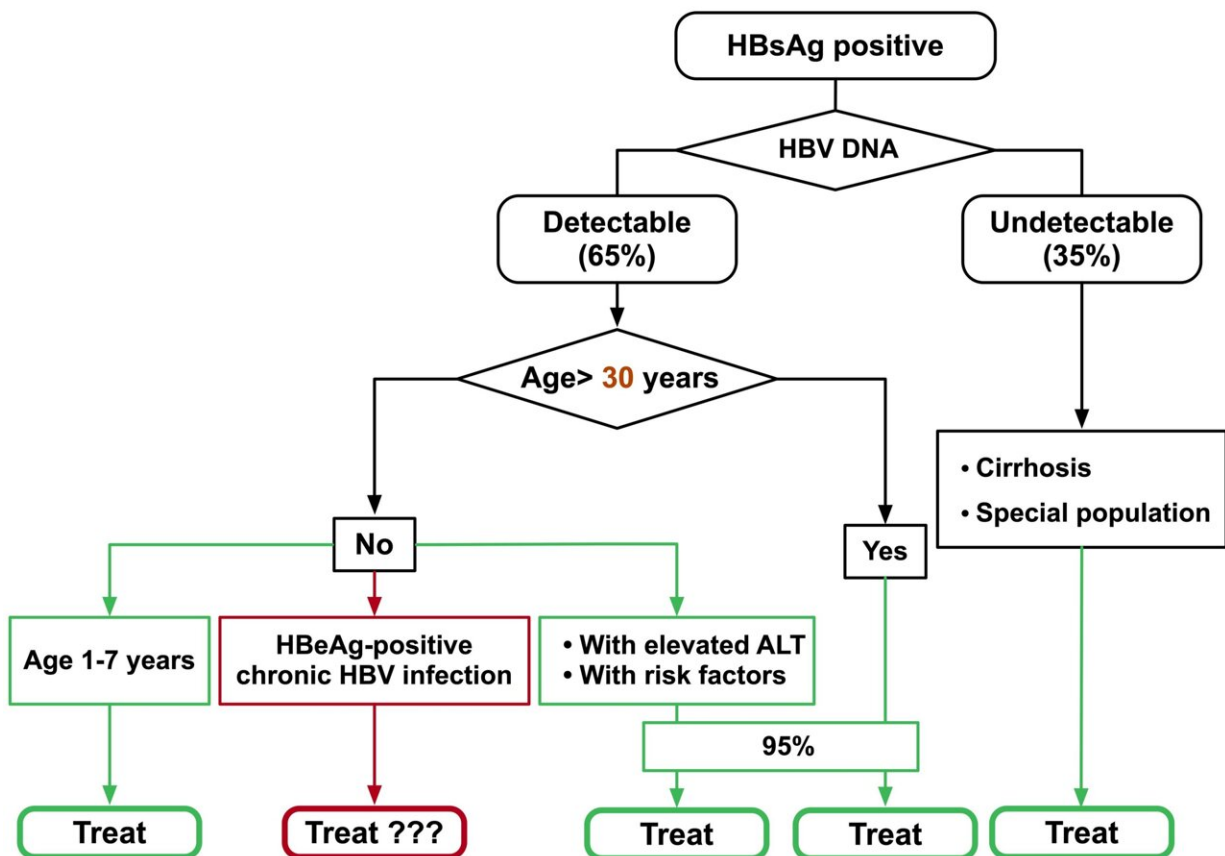 HBsAg positive
HBV DNA
Detectable
(65%)
Undetectable
(35%)
Age> 30 years
• Cirrhosis
• Special population
No
Yes
Age 1-7 years
HBeAg-positive
chronic HBV infection
• With elevated ALT
• With risk factors
95%
Treat
Treat ???
Treat
Treat
Treat